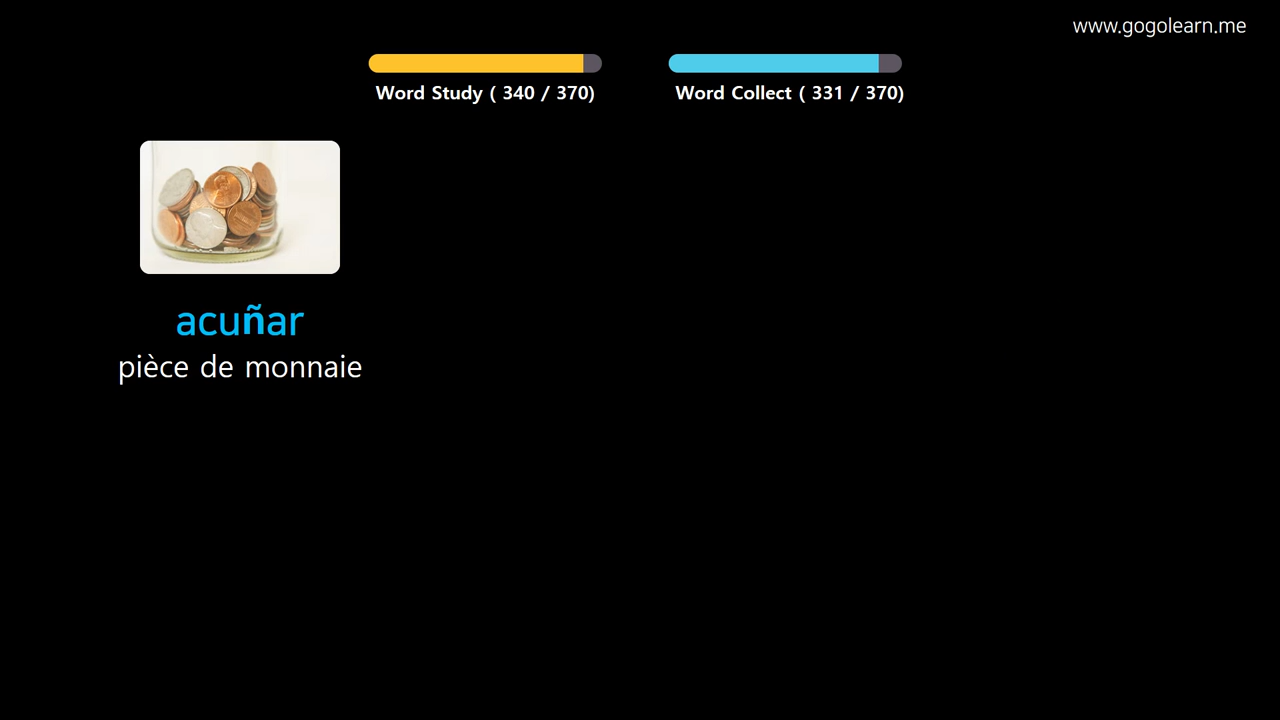 www.gogolearn.me
Word Study ( 340 / 370)
Word Collect ( 331 / 370)
acuñar
pièce de monnaie